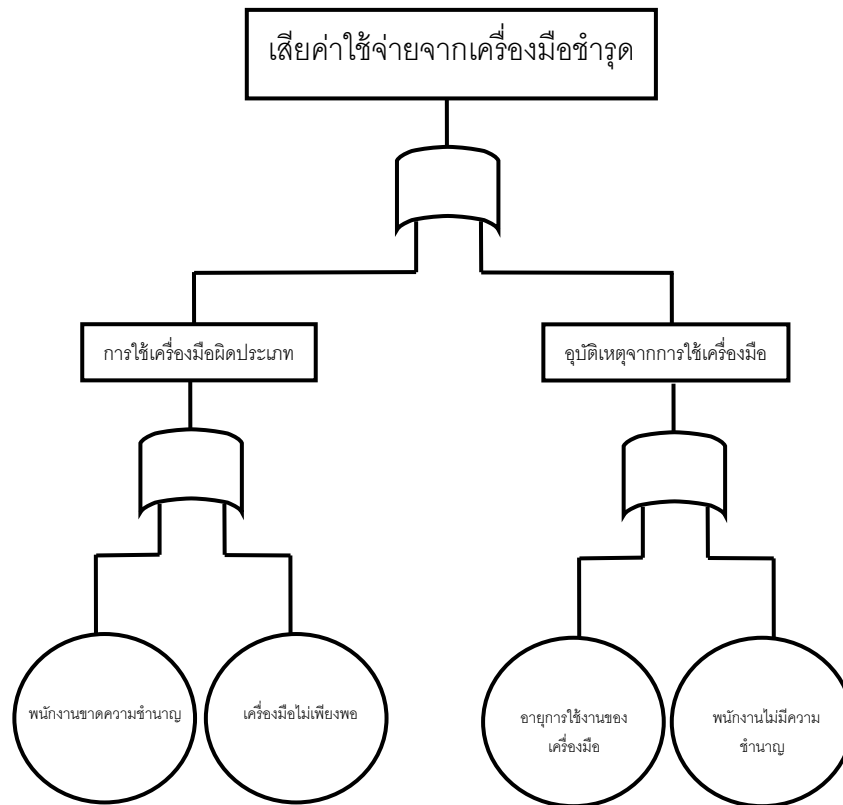 เสียค่าใช้จ่ายจากเครื่องมือชำรุด
การใช้เครื่องมือผิดประเภท
อุบัติเหตุจากการใช้เครื่องมือ
พนักงานขาดความชำนาญ
เครื่องมือไม่เพียงพอ
อายุการใช้งานของ
เครื่องมือ
พนักงานไม่มีความ
ชำนาญ